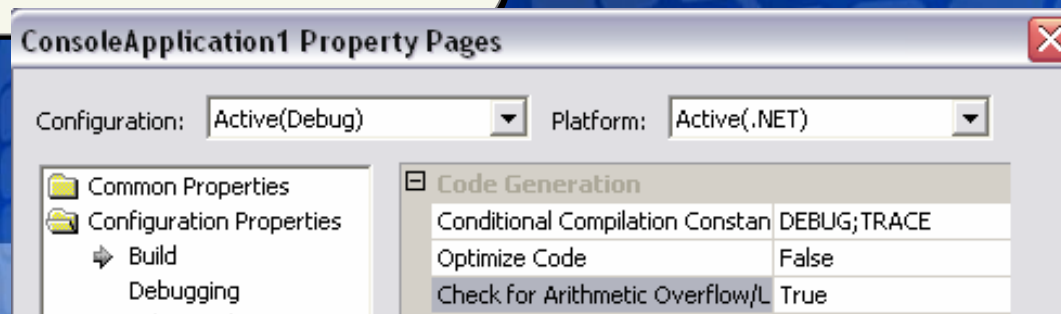 ConsoleApplication1 Property Pages
Configuration: Active(Debug) Platform: Active(.NET)
Common Properties
Configuration Properties
Build
Debugging
Code Generation
Conditional Compilation Constan DEBUG;TRACE
Optimize Code False
Check for Arithmetic Overflow/L True